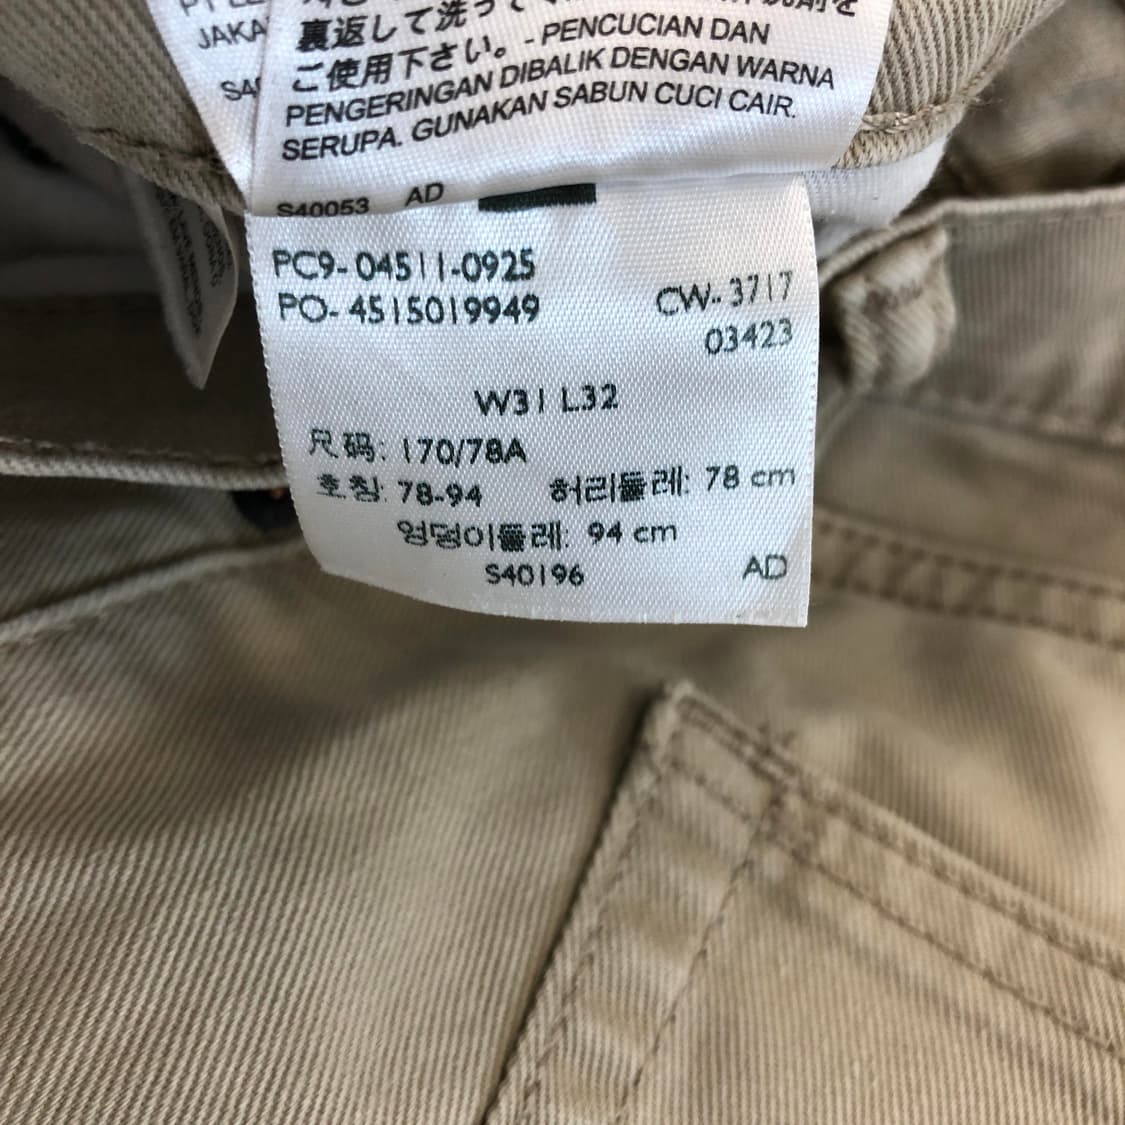 JAKA
裏返して洗って
ご使用下さい。- PENCUCIAN DAN
PENGERINGAN DIBALIK DENGAN WARNA
SERUPA. GUNAKAN SABUN CUCI CAIR.
S40053 AD
PC9-04511-0925
PO-4515019949
CW-3717
03423
W31 L32
尺码: 170/78A
호칭: 78-94 허리둘레: 78 cm
엉덩이둘레: 94 cm
S40196 AD